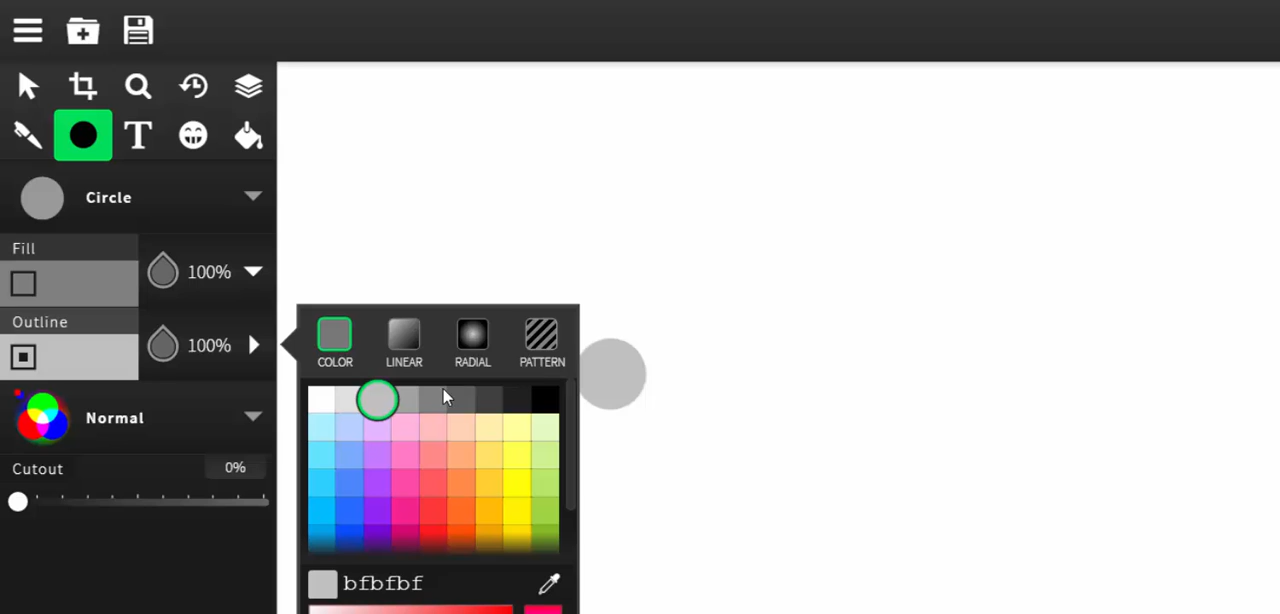 T
Circle
Fill
100%
Outline
100%
COLOR LINEAR RADIAL PATTERN
Normal
Cutout 0%
bfbfbf